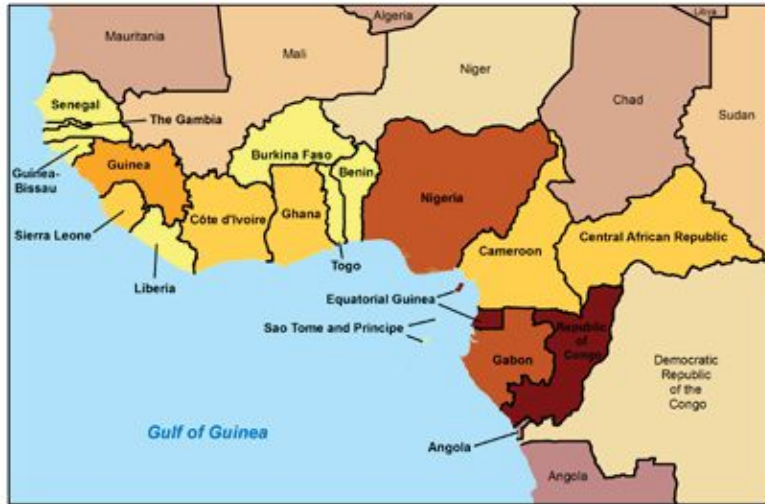 Algeria
Libya
Mauritania
Mali
Niger
Chad
Sudan
Senegal
The Gambia
Guinea-
Bissau
Guinea
Burkina Faso
Benin
Nigeria
Sierra Leone
Côte d'Ivoire
Ghana
Togo
Liberia
Cameroon
Central African Republic
Equatorial Guinea
Sao Tome and Principe
Republic
of
Congo
Gabon
Democratic
Republic
of the
Congo
Gulf of Guinea
Angola
Angola